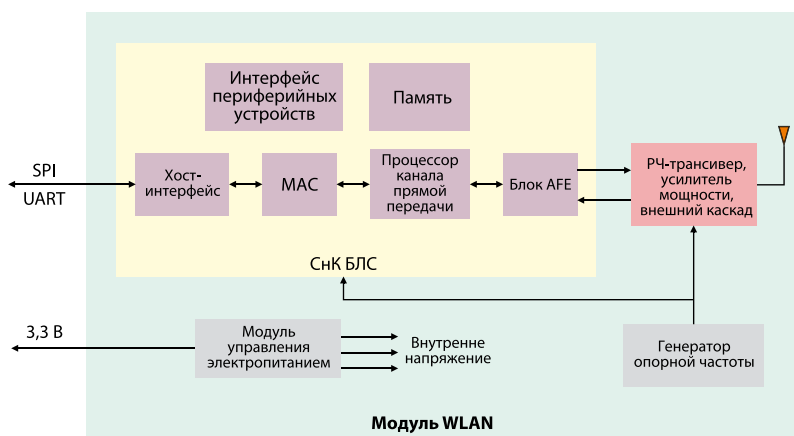 Интерфейс
периферийных
устройств
Память
SPI
UART
Хост-
интерфейс
MAC
Процессор
канала
прямой
передачи
Блок AFE
РЧ-трансивер,
усилитель
мощности,
внешний каскад
СнК БЛС
3,3 В
Модуль
управления
электропитанием
Внутренне
напряжение
Генератор
опорной частоты
Модуль WLAN